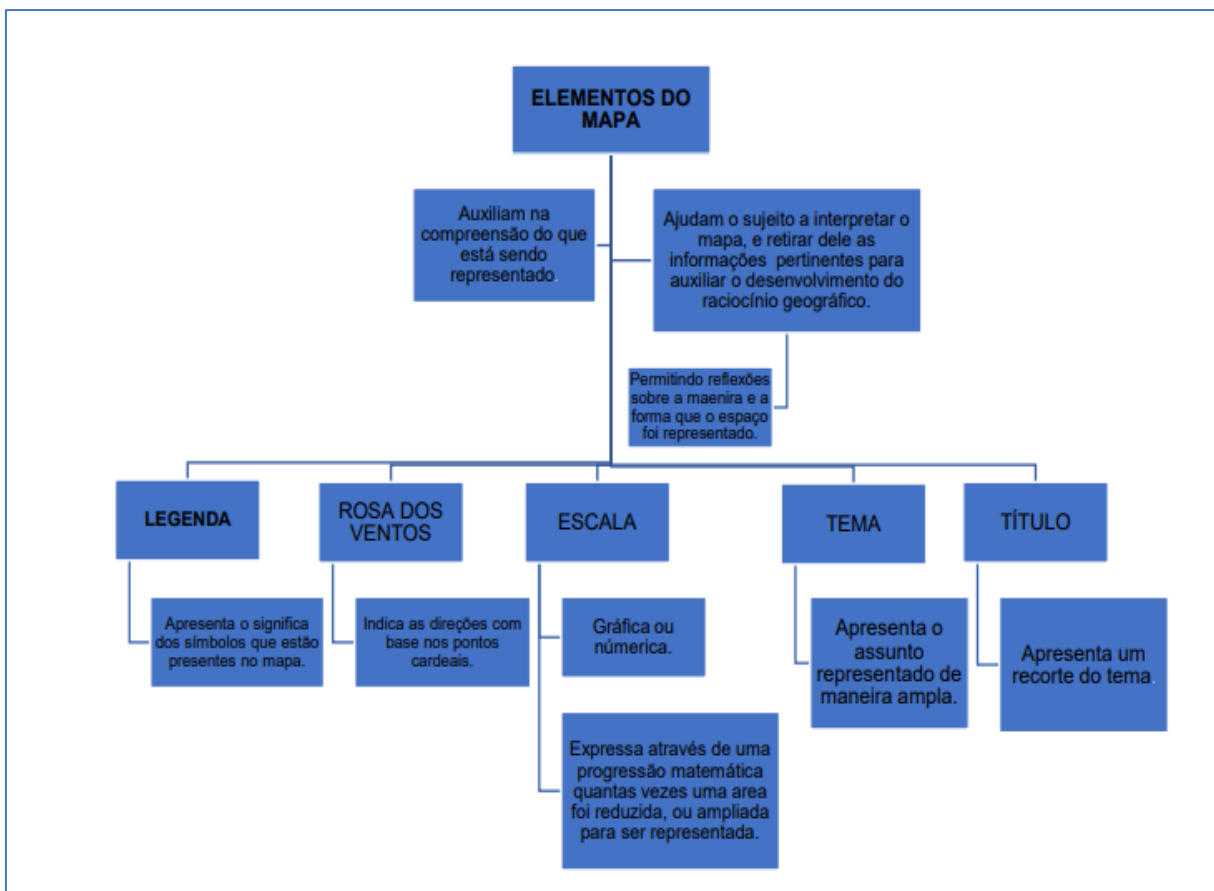 ELEMENTOS DO
MAPA
Auxiliam na
compreensão do que
está sendo
representado.
Ajudam o sujeito a interpretar o
mapa, e retirar dele as
informações pertinentes para
auxiliar o desenvolvimento do
raciocínio geográfico.
Permitindo reflexões
sobre a maenira e a
forma que o espaço
foi representado.
LEGENDA
Apresenta o significa
dos símbolos que estão
presentes no mapa.
ROSA DOS
VENTOS
Indica as direções com
base nos pontos
cardeais.
ESCALA
Gráfica ou
númerica.
Expressa através de uma
progressão matemática
quantas vezes uma area
foi reduzida, ou ampliada
para ser representada.
TEMA
Apresenta o
assunto
representado de
maneira ampla.
TÍTULO
Apresenta um
recorte do tema.